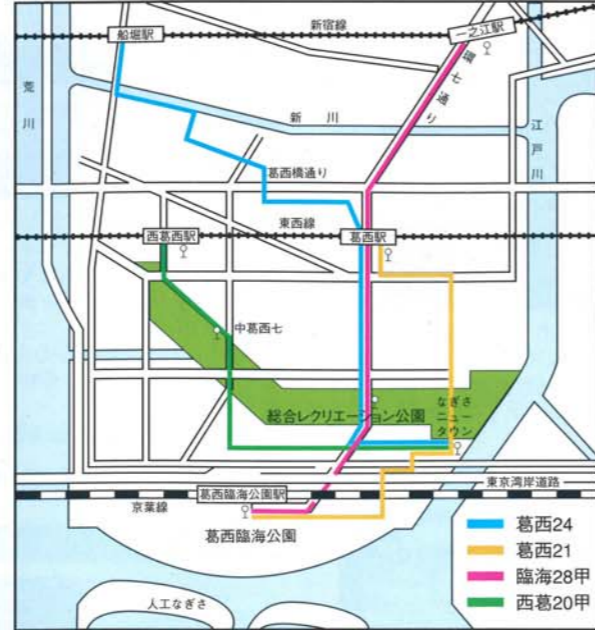 新宿線
船堀駅
一之江駅
環七通り
荒川
新川
江戸川
葛西橋通り
東西線
西葛西駅
葛西駅
中葛西七
総合レクリエーション公園
なぎさ
ニュー
タウン
東京湾岸道路
葛西臨海公園駅
京葉線
葛西臨海公園
人工なぎさ
葛西24
葛西21
臨海28甲
西葛20甲